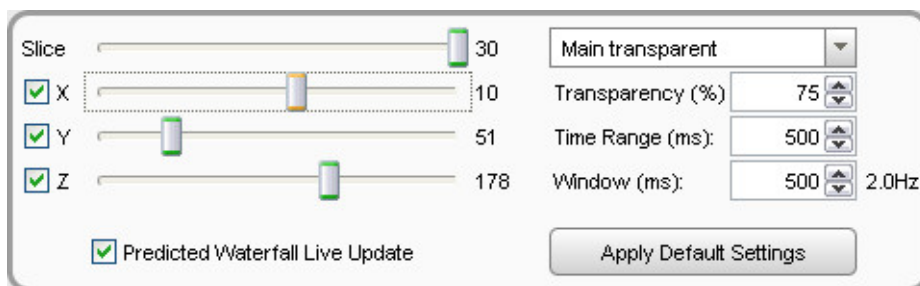 Slice 30 Main transparent
X 10 Transparency (%) 75
Y 51 Time Range (ms): 500
Z 178 Window (ms): 500 2.0Hz
Predicted Waterfall Live Update Apply Default Settings